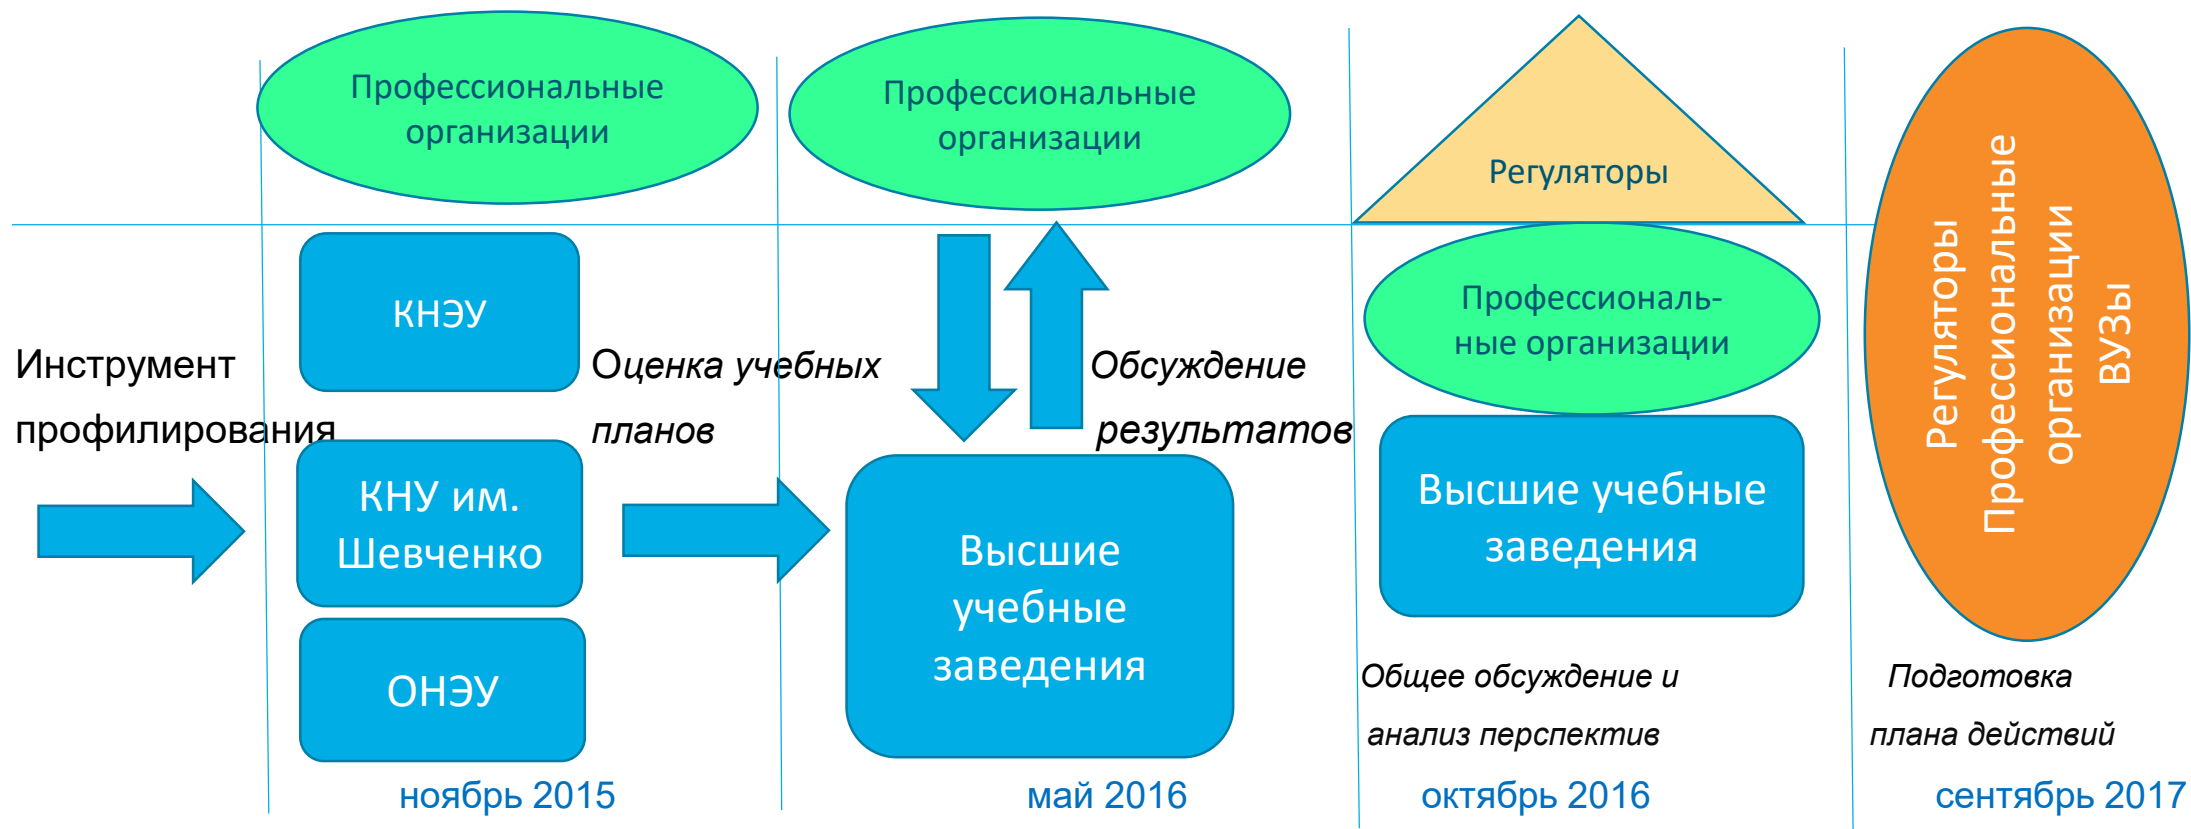 Профессиональные
организации
Профессиональные
организации
Регуляторы
Регуляторы
Профессиональные
организации
ВУЗы
КНЭУ
Професиональ-
ные организации
Инструмент
профилирования
Оценка учебных
планов
Обсуждение
результатов
КНУ им.
Шевченко
Высшие
учебные
заведения
Высшие учебные
заведения
ОНЭУ
Общее обсуждение и
анализ перспектив
Подготовка
плана действий
ноябрь 2015
май 2016
октябрь 2016
сентябрь 2017